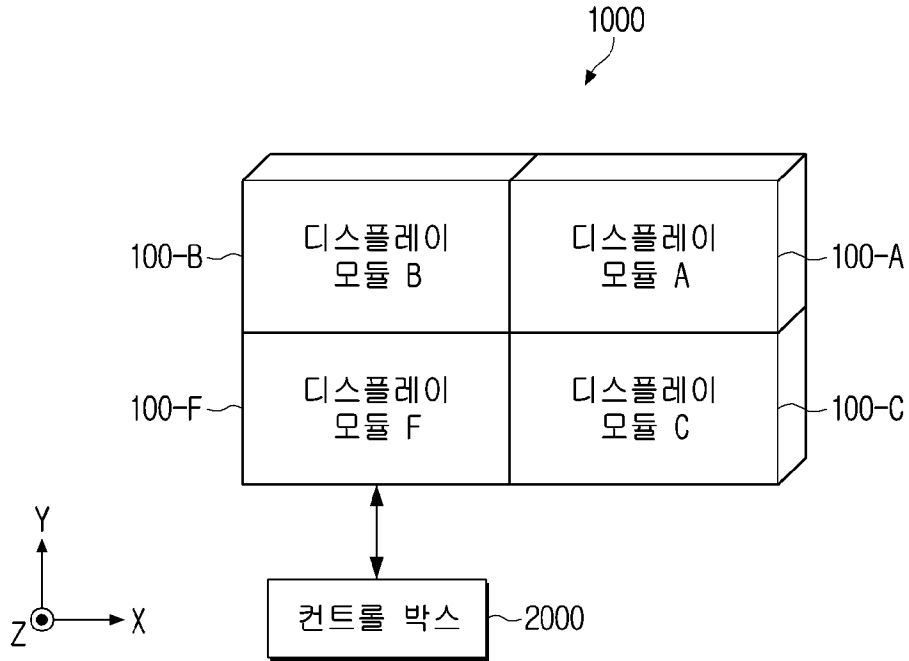 1000
디스플레이
모듈 B
디스플레이
모듈 A
100-B
100-A
디스플레이
모듈 F
디스플레이
모듈 C
100-F
100-C
Y
Z
X
컨트롤 박스
2000